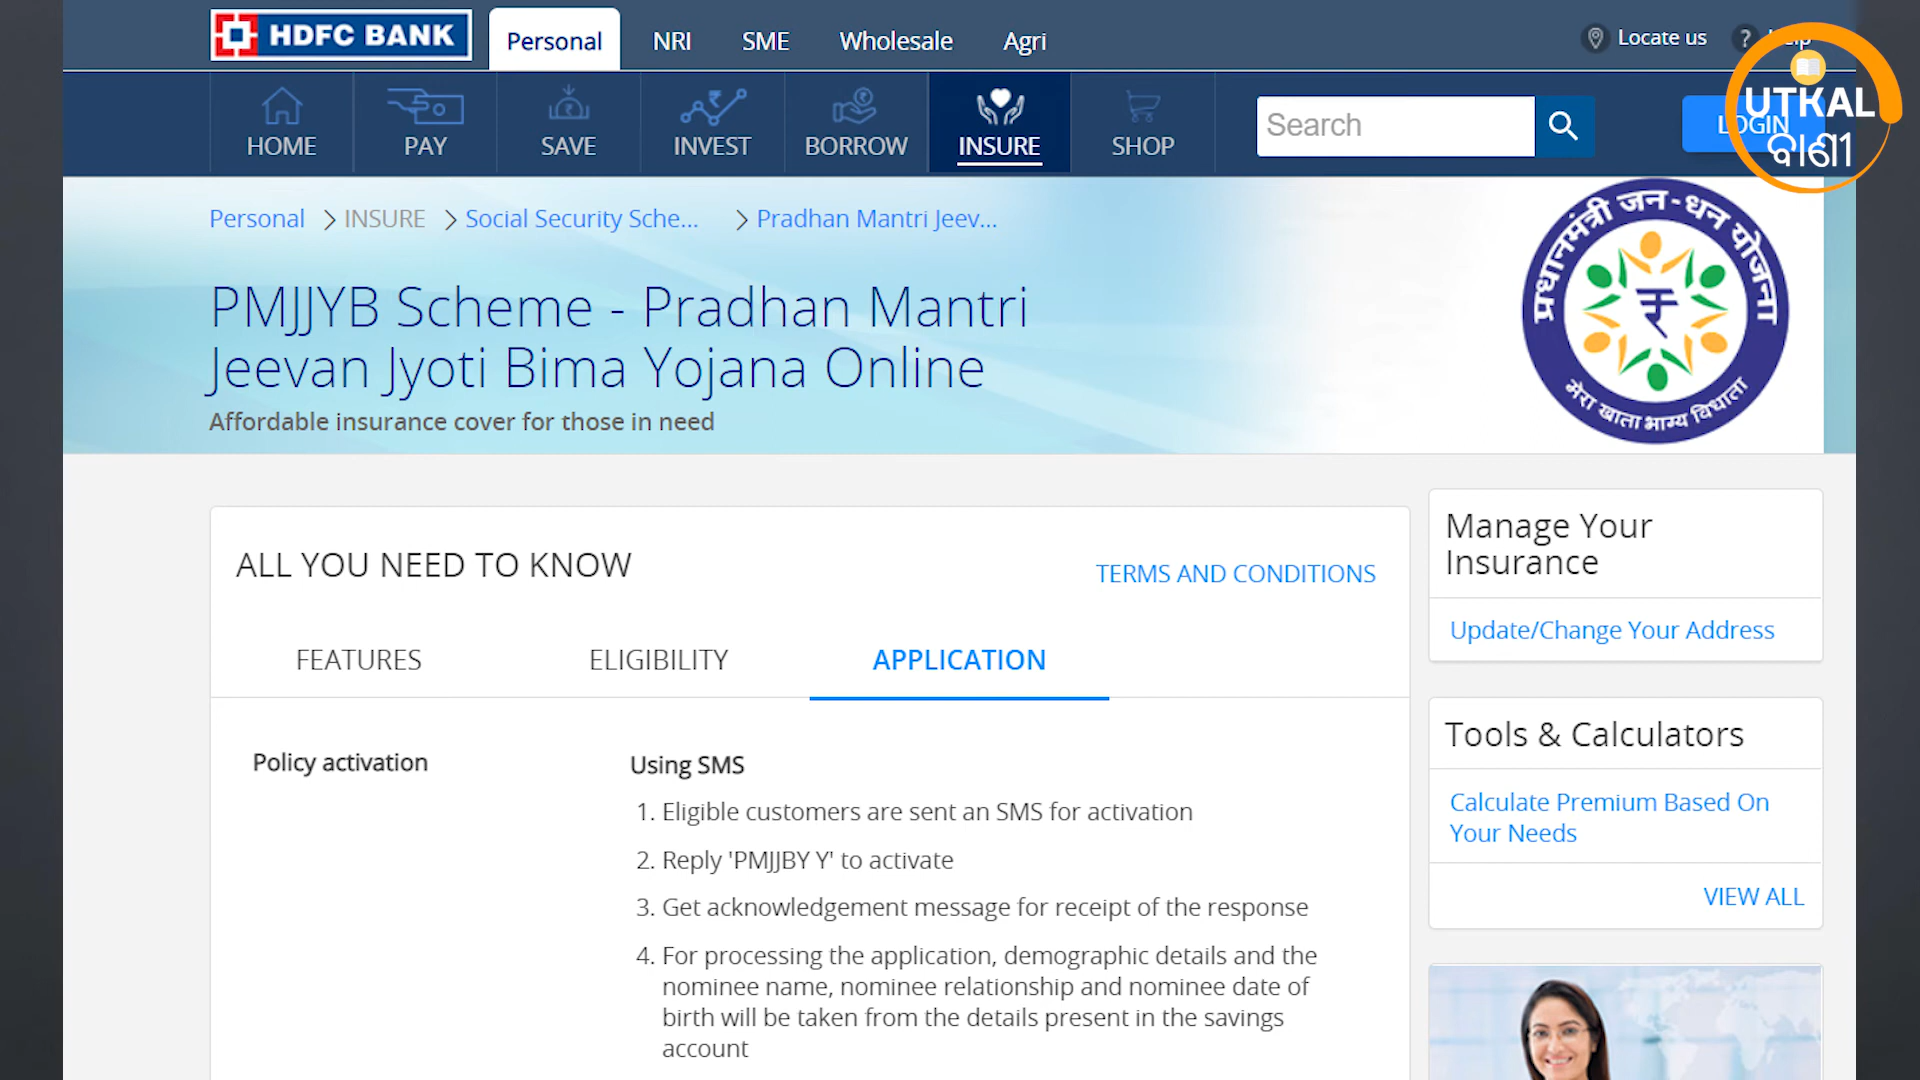 HDFC BANK
Personal
NRI
SME
Wholesale
Agri
Locate us
Help
HOME
PAY
SAVE
INVEST
BORROW
INSURE
SHOP
Search
LOGIN
UTKAL
ବାଣୀ
Personal
INSURE
Social Security Sche...
Pradhan Mantri Jeev...
PMJJYB Scheme - Pradhan Mantri
Jeevan Jyoti Bima Yojana Online
Affordable insurance cover for those in need
प्रधानमंत्री जन-धन योजना
मेरा खाता भाग्य विधाता
ALL YOU NEED TO KNOW
TERMS AND CONDITIONS
FEATURES
ELIGIBILITY
APPLICATION
Policy activation
Using SMS
1. Eligible customers are sent an SMS for activation
2. Reply 'PMJJBY Y' to activate
3. Get acknowledgement message for receipt of the response
4. For processing the application, demographic details and the
nominee name, nominee relationship and nominee date of
birth will be taken from the details present in the savings
account
Manage Your
Insurance
Update/Change Your Address
Tools & Calculators
Calculate Premium Based On
Your Needs
VIEW ALL